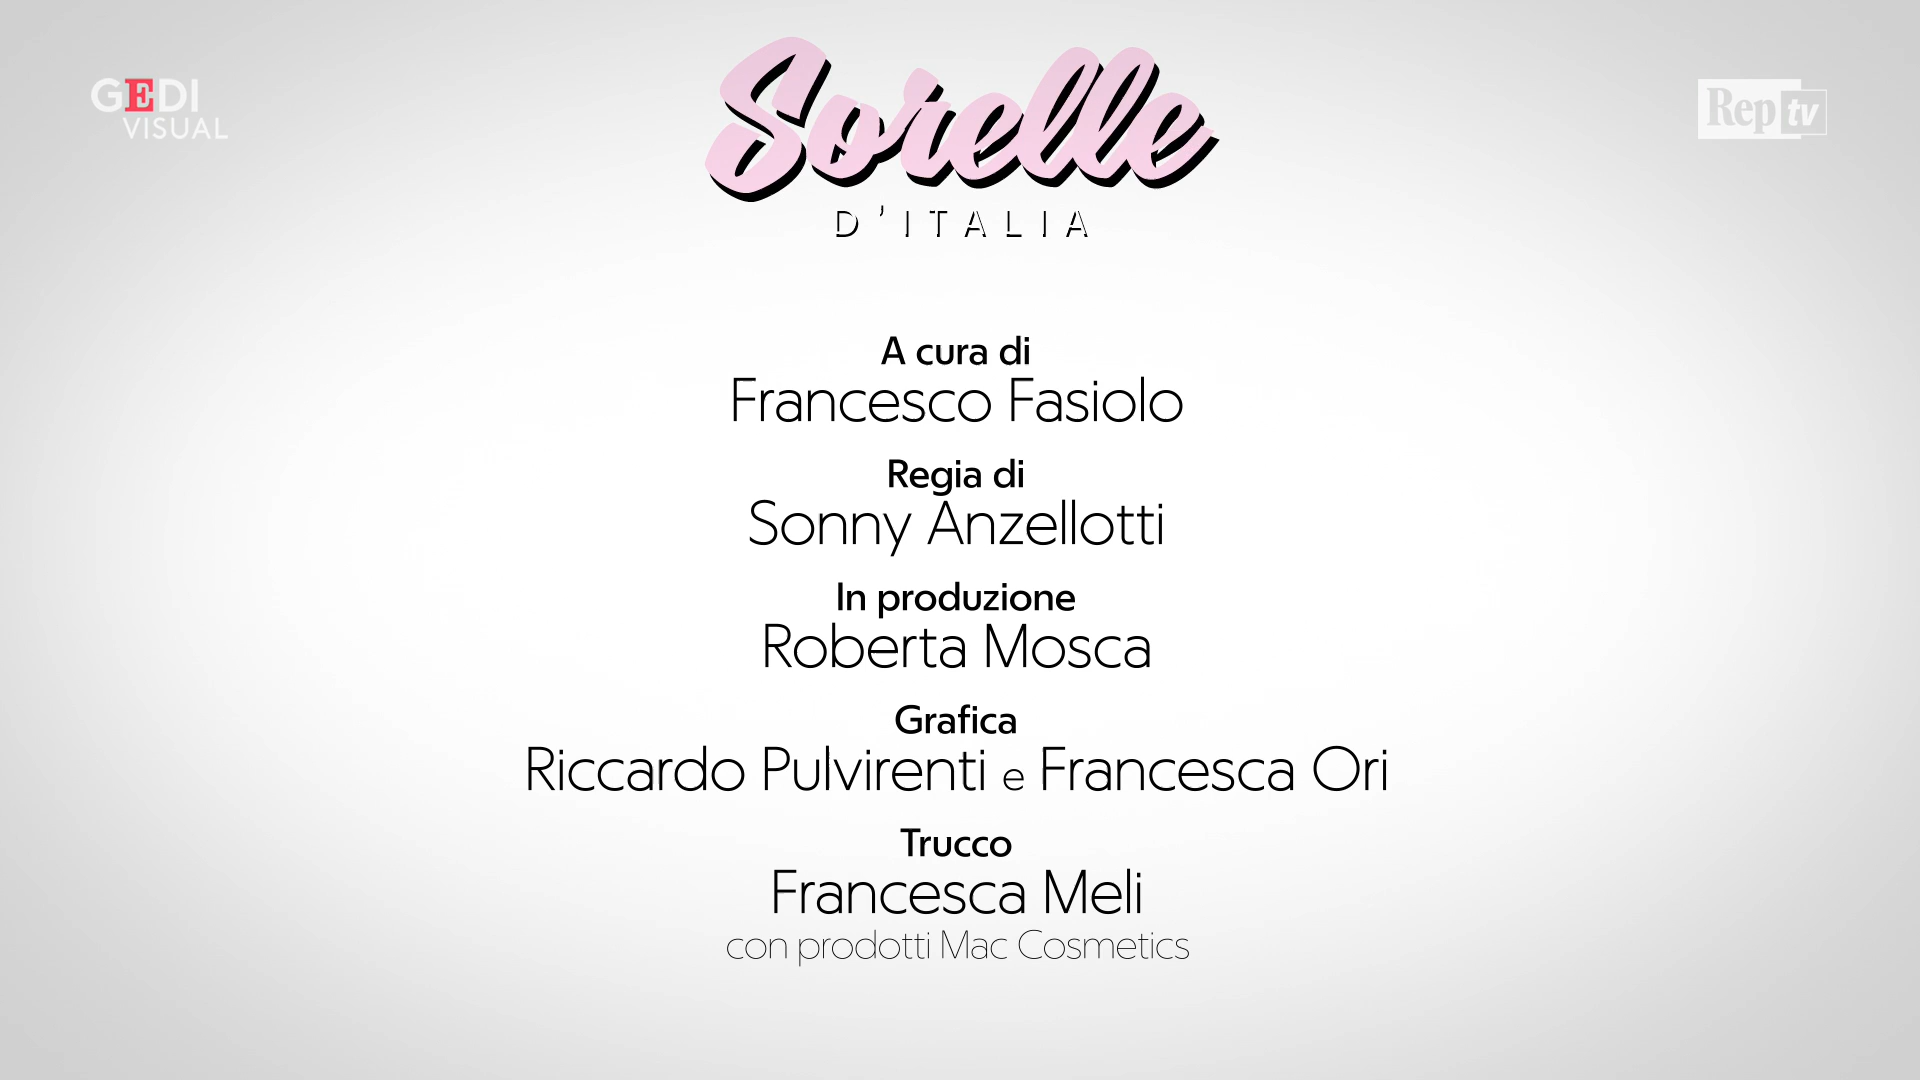 GEDI
VISUAL
Rep tv
Sorelle
D'ITALIA
A cura di
Francesco Fasiolo
Regia di
Sonny Anzellotti
In produzione
Roberta Mosca
Grafica
Riccardo Pulvirenti e Francesca Ori
Trucco
Francesca Meli
con prodotti Mac Cosmetics